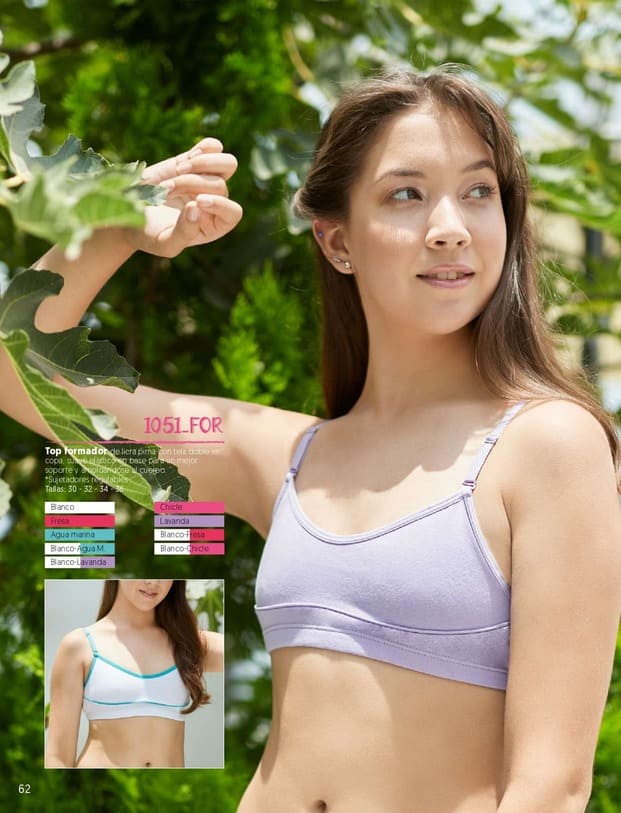 1051_FOR
Top formador de licra pima con tela doble en
copa, suave elástico en base para un mejor
soporte y amoldándose al cuerpo.
*Sujetadores regulables
Tallas: 30 - 32 - 34 - 36
Blanco
Fresa
Agua marina
Blanco-Agua M.
Blanco-Lavanda
Chicle
Lavanda
Blanco-Fresa
Blanco-Chicle
62